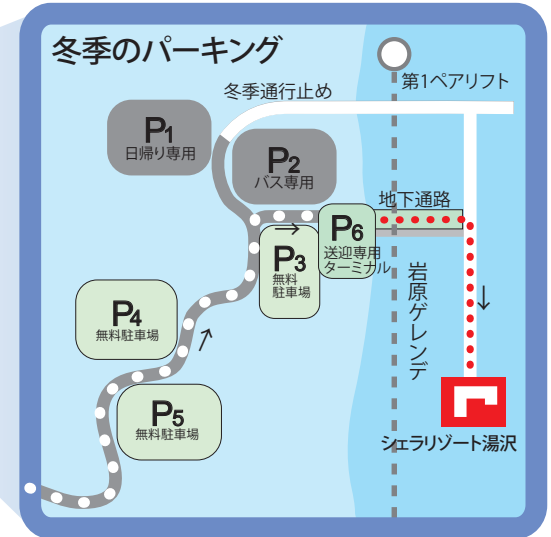 冬季のパーキング
第1ペアリフト
冬季通行止め
P1
日帰り専用
P2
バス専用
地下通路
P6
送迎専用
ターミナル
P3
無料
駐車場
岩原ゲレンデ
P4
無料駐車場
P5
無料駐車場
シェラリゾート湯沢